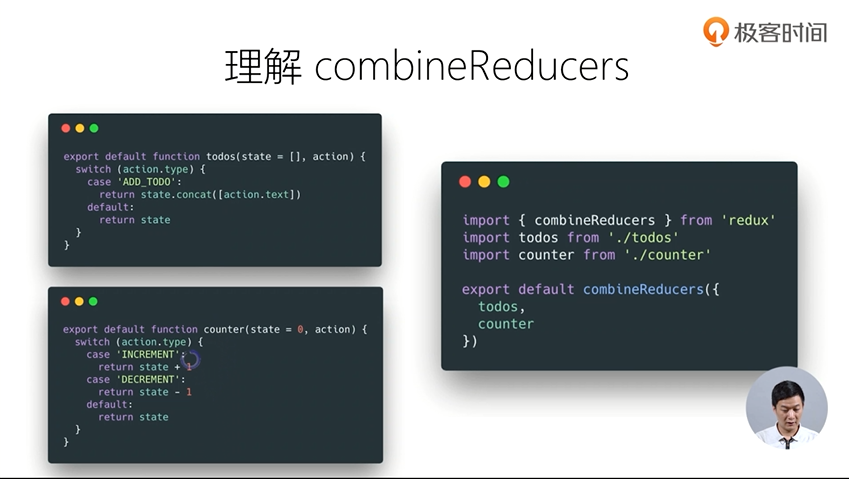 极客时间
理解 combineReducers
export default function todos(state = [], action) {
switch (action.type) {
case 'ADD_TODO':
return state.concat([action.text])
default:
return state
}
}
export default function counter(state = 0, action) {
switch (action.type) {
case 'INCREMENT':
return state + 1
case 'DECREMENT':
return state - 1
default:
return state
}
}
import { combineReducers } from 'redux'
import todos from './todos'
import counter from './counter'
export default combineReducers({
todos,
counter
})